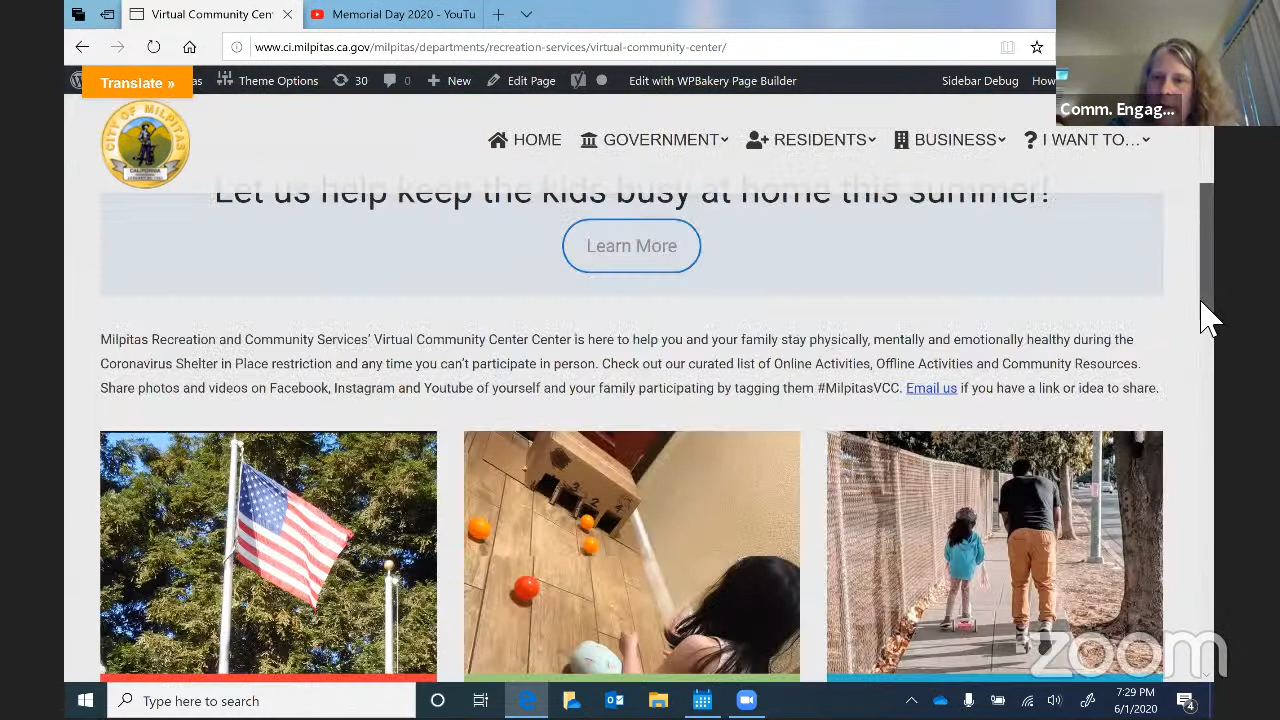 Virtual Community Cen
Memorial Day 2020 - YouTu
www.ci.milpitas.ca.gov/milpitas/departments/recreation-services/virtual-community-center/
Translate »
as
Theme Options
30
0
New
Edit Page
Edit with WPBakery Page Builder
Sidebar Debug
How
Comm. Engag...
CITY OF MILPITAS
CALIFORNIA
HOME
GOVERNMENT
RESIDENTS
BUSINESS
I WANT TO...
Let us help keep the kids busy at home this summer!
Learn More
Milpitas Recreation and Community Services' Virtual Community Center Center is here to help you and your family stay physically, mentally and emotionally healthy during the
Coronavirus Shelter in Place restriction and any time you can't participate in person. Check out our curated list of Online Activities, Offline Activities and Community Resources.
Share photos and videos on Facebook, Instagram and Youtube of yourself and your family participating by tagging them #MilpitasVCC. Email us if you have a link or idea to share.
zoom
Type here to search
7:29 PM
6/1/2020
4